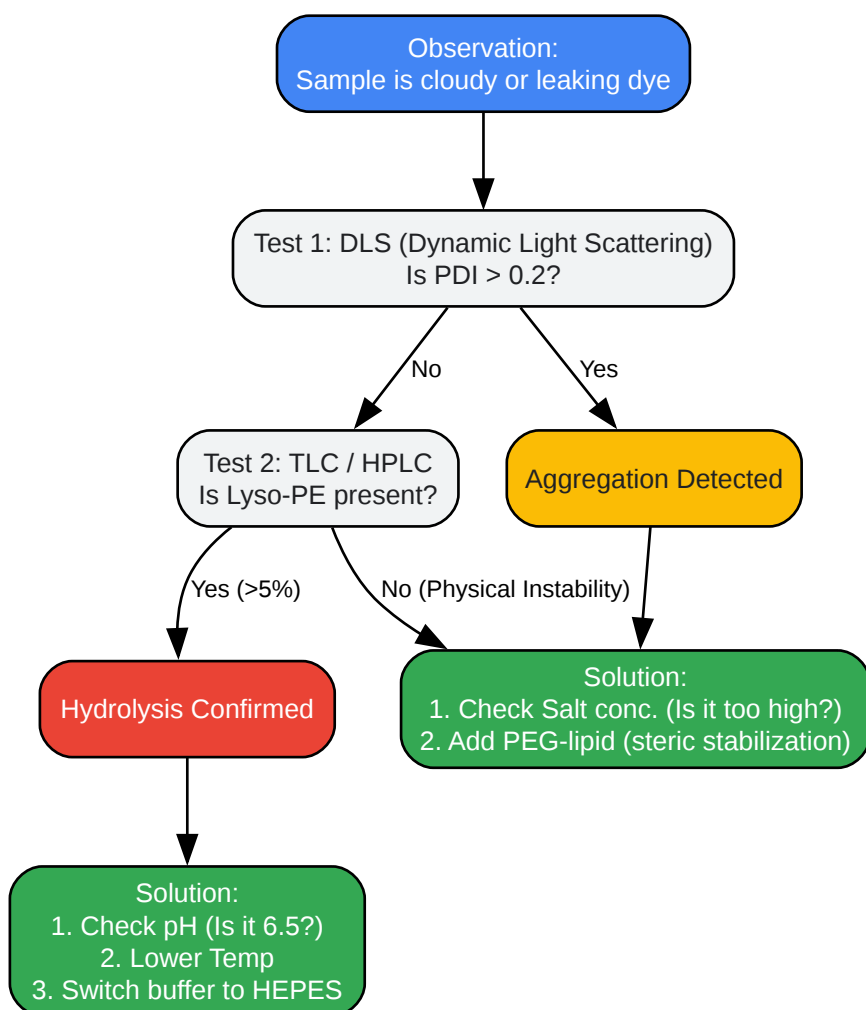 Observation:
Sample is cloudy or leaking dye
Test 1: DLS (Dynamic Light Scattering)
Is PDI > 0.2?
No
Yes
Test 2: TLC / HPLC
Is Lyso-PE present?
Aggregation Detected
Yes (>5%)
No (Physical Instability)
Hydrolysis Confirmed
Solution:
1. Check Salt conc. (Is it too high?)
2. Add PEG-lipid (steric stabilization)
Solution:
1. Check pH (Is it 6.5?)
2. Lower Temp
3. Switch buffer to HEPES